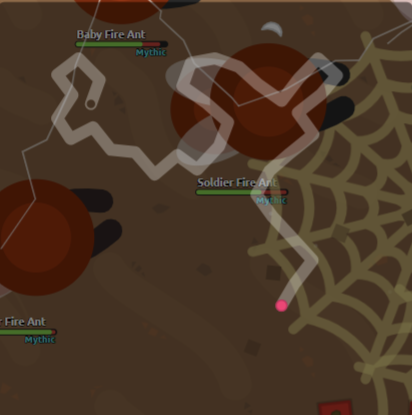 Baby Fire Ant
Mythic
Soldier Fire Ant
Mythic
r Fire Ant
Mythic